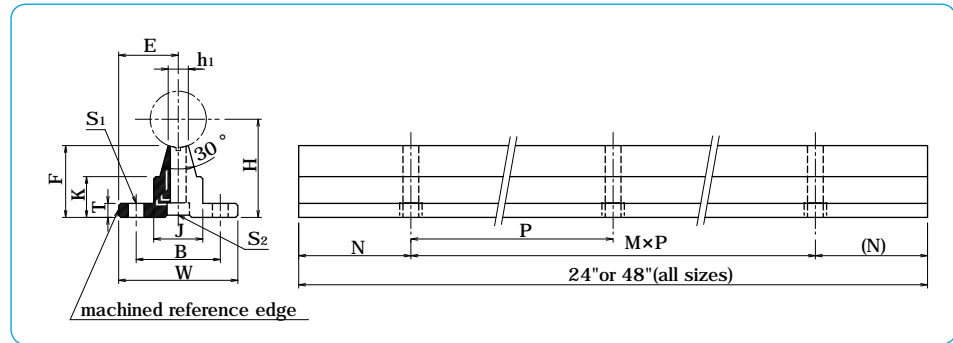 E
h1
S1
30°
H
F
K
T
J
S2
B
W
machined reference edge
P
N
M×P
(N)
24"or 48"(all sizes)